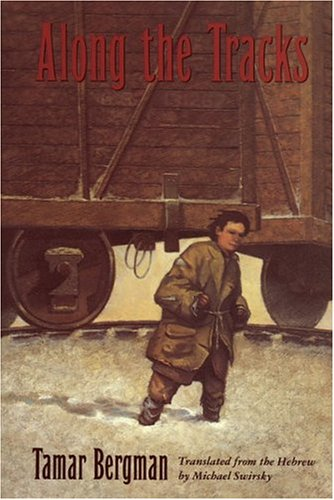 Along the Tracks
Tamar Bergman
Translated from the Hebrew
by Michael Swirsky